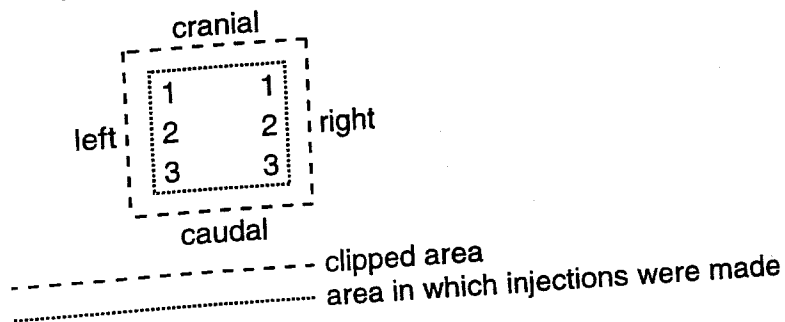 cranial
1 1
left 2 2 right
3 3
caudal
clipped area
area in which injections were made